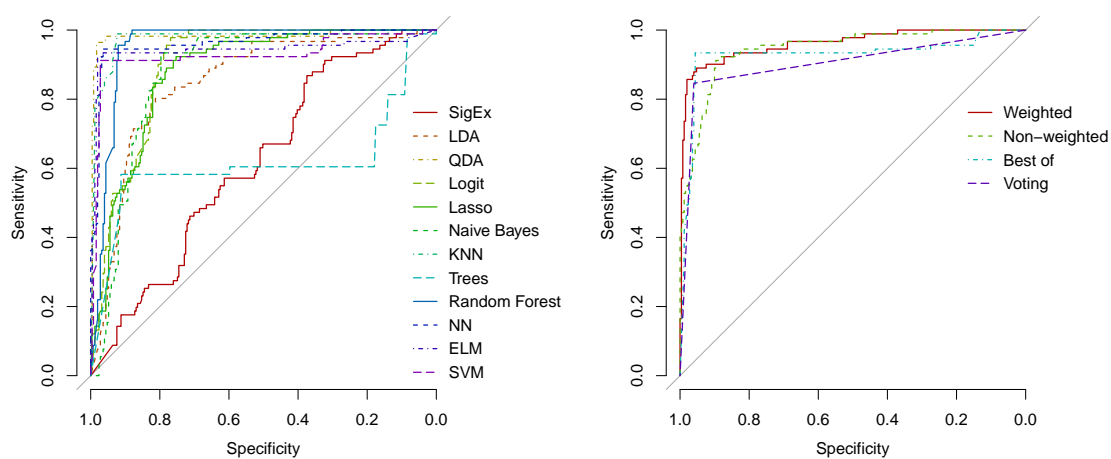 1.0
0.8
0.6
0.4
0.2
0.0
Sensitivity
SigEx
LDA
QDA
Logit
Lasso
Naive Bayes
KNN
Trees
Random Forest
NN
ELM
SVM
1.0 0.8 0.6 0.4 0.2 0.0
Specificity
1.0
0.8
0.6
0.4
0.2
0.0
Sensitivity
Weighted
Non−weighted
Best of
Voting
1.0 0.8 0.6 0.4 0.2 0.0
Specificity